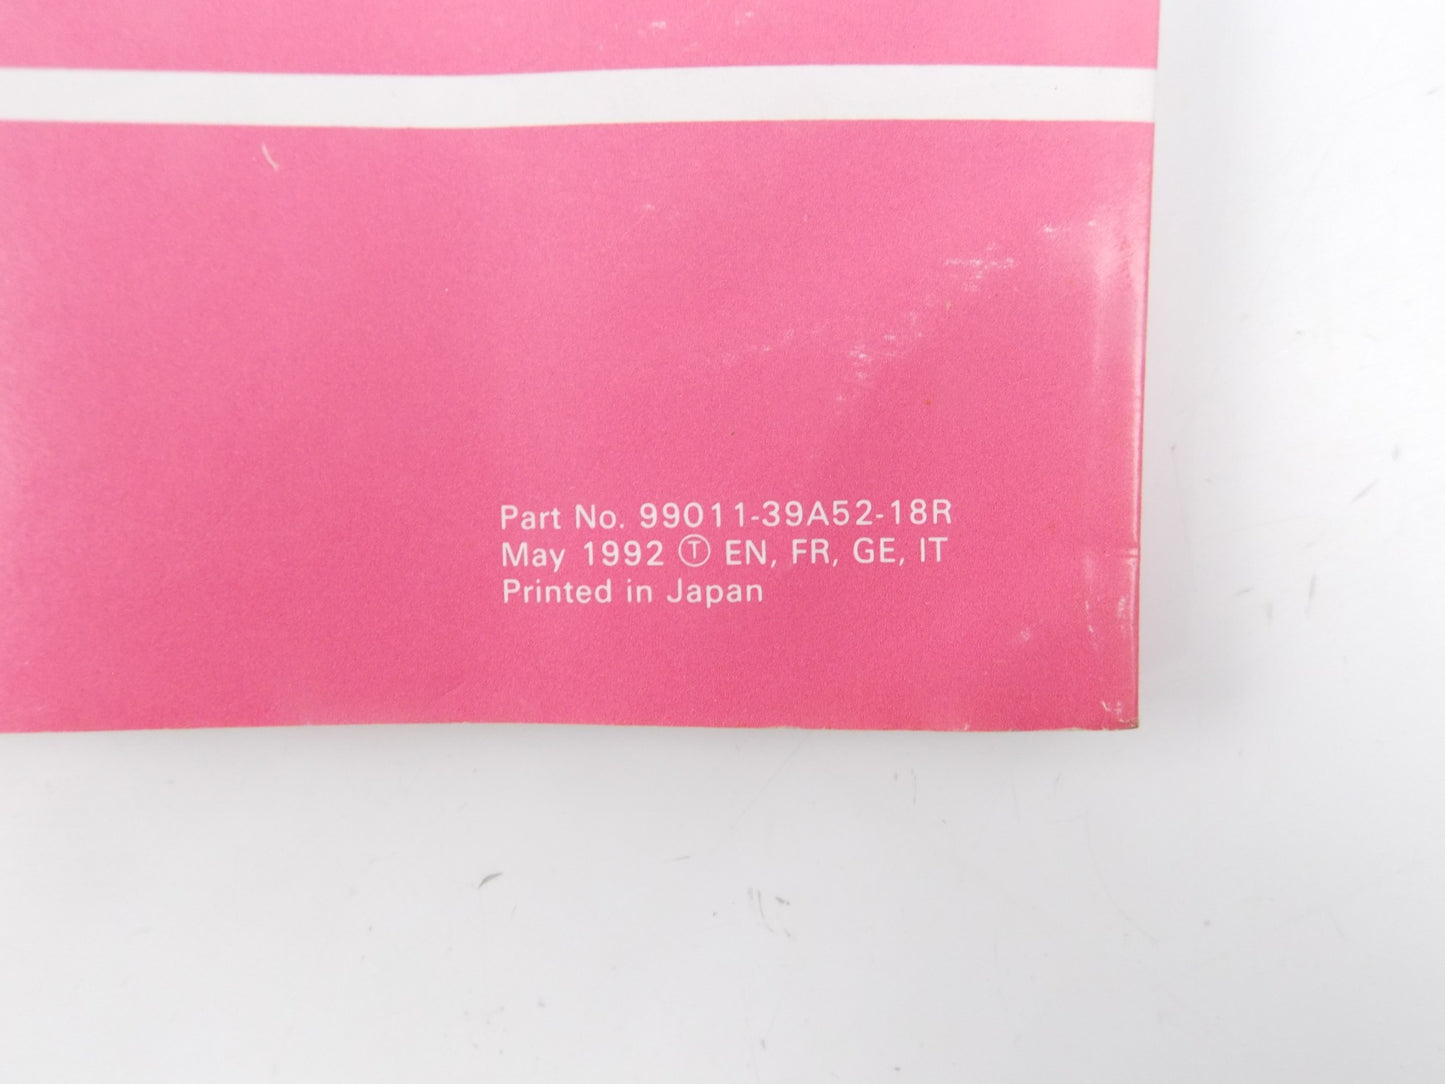 Part No. 99011-39A52-18R
May 1992 Ⓣ EN, FR, GE, IT
Printed in Japan